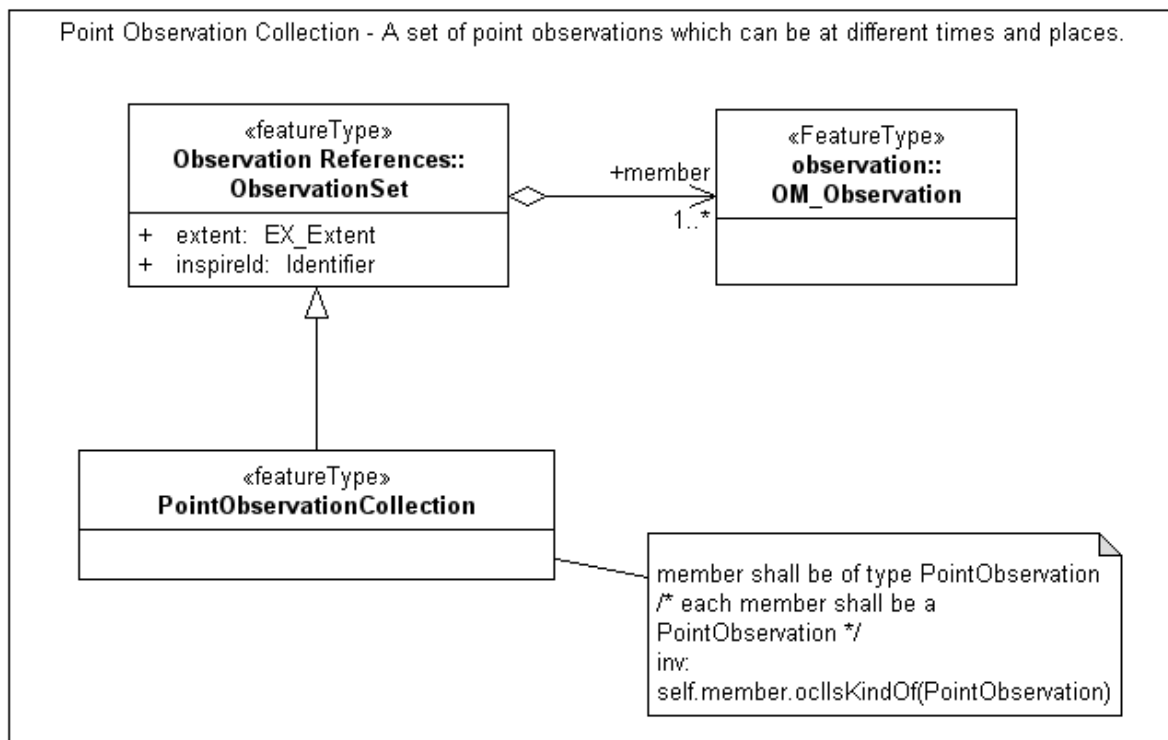 Point Observation Collection - A set of point observations which can be at different times and places.
«featureType»
Observation References::
ObservationSet
+ extent: EX_Extent
+ inspireId: Identifier
+member
1..*
«FeatureType»
observation::
OM_Observation
«featureType»
PointObservationCollection
member shall be of type PointObservation
/* each member shall be a
PointObservation */
inv:
self.member.oclIsKindOf(PointObservation)